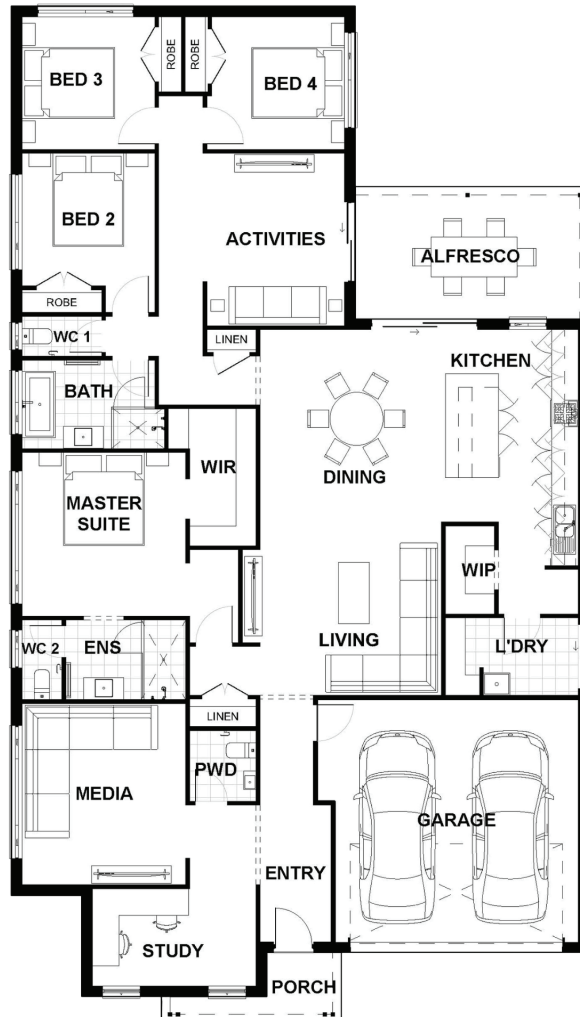 BED 3
ROBE
ROBE
BED 4
BED 2
ACTIVITIES
ALFRESCO
ROBE
WC 1
LINEN
KITCHEN
BATH
WIR
DINING
MASTER
SUITE
WIP
WC 2
ENS
LIVING
L'DRY
LINEN
PWD
MEDIA
GARAGE
ENTRY
STUDY
PORCH